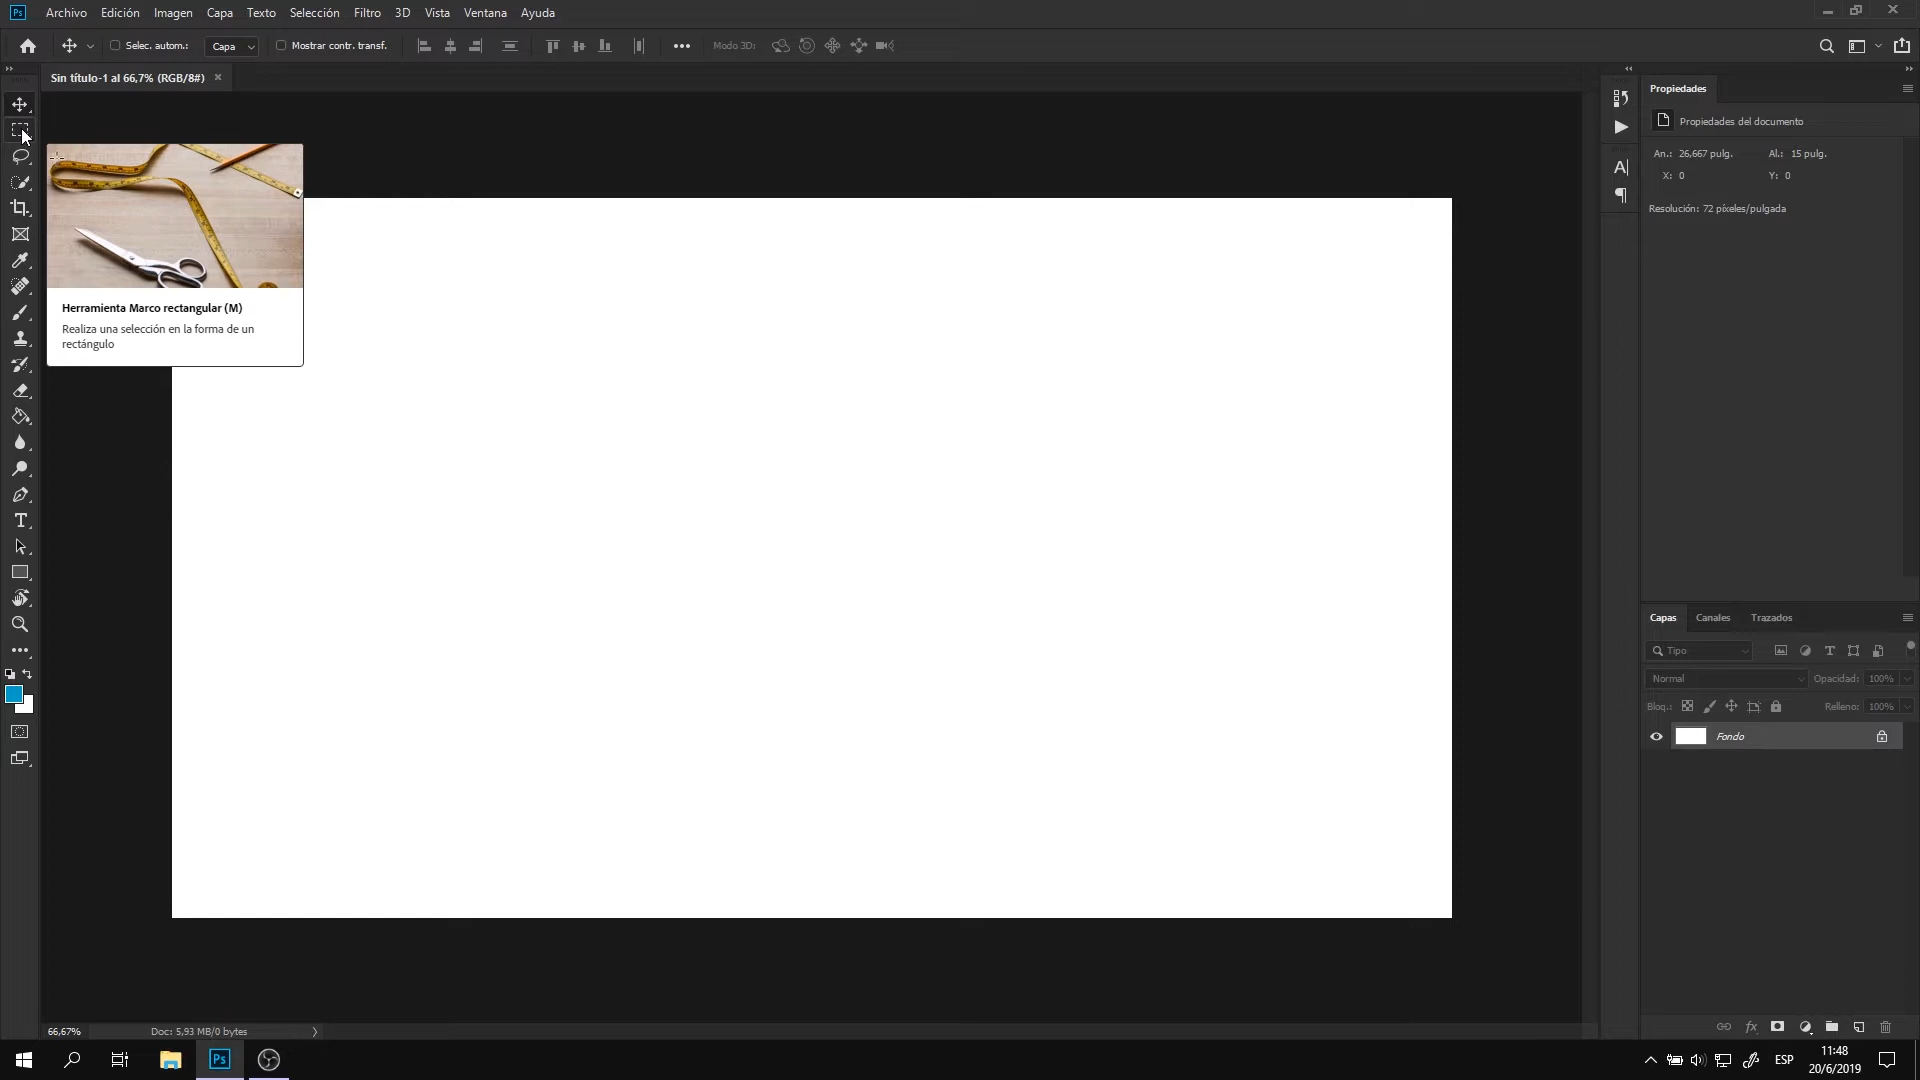 Ps Archivo Edición Imagen Capa Texto Selección Filtro 3D Vista Ventana Ayuda
Selec. autom.: Capa Mostrar contr. transf. Modo 3D:
Sin título-1 al 66,7% (RGB/8#)
Propiedades
Propiedades del documento
An.: 26,667 pulg. Al.: 15 pulg.
X: 0 Y: 0
Resolución: 72 píxeles/pulgada
Herramienta Marco rectangular (M)
Realiza una selección en la forma de un
rectángulo
Capas Canales Trazados
Tipo
Normal Opacidad: 100%
Bloq.: Relleno: 100%
Fondo
66,67% Doc: 5,93 MB/0 bytes
Ps ESP 11:48
20/6/2019